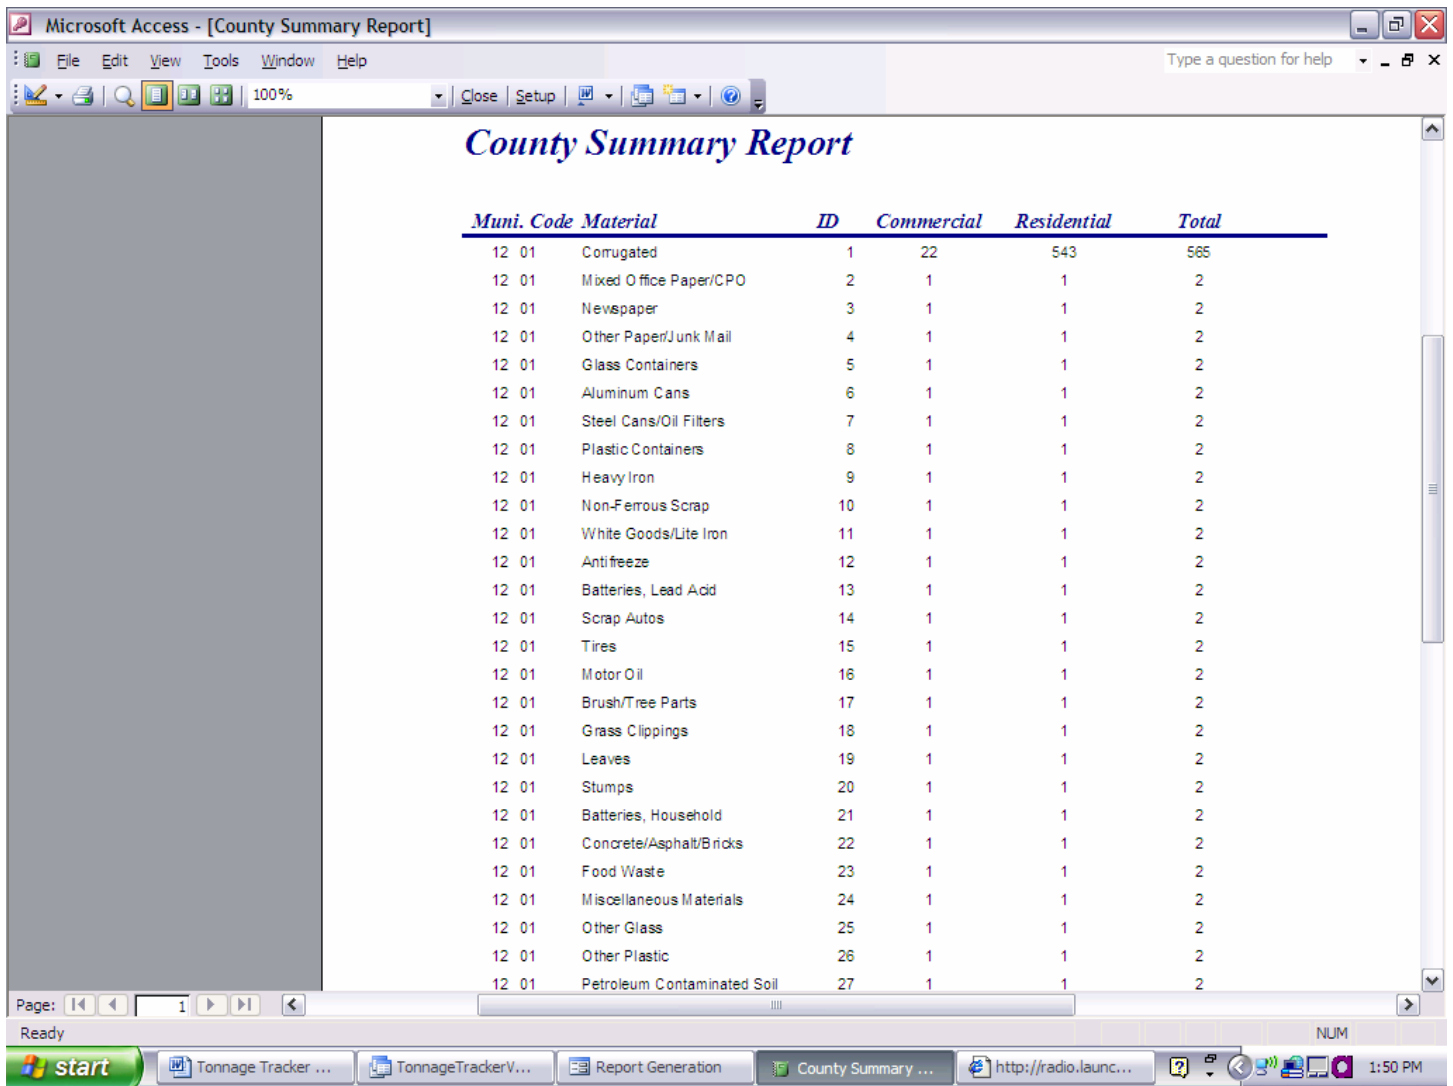 Microsoft Access - [County Summary Report]
File Edit View Tools Window Help Type a question for help
100% Close Setup
County Summary Report
Muni. Code Material ID Commercial Residential Total
12 01 Corrugated 1 22 543 565
12 01 Mixed Office Paper/CPO 2 1 1 2
12 01 Newspaper 3 1 1 2
12 01 Other Paper/Junk Mail 4 1 1 2
12 01 Glass Containers 5 1 1 2
12 01 Aluminum Cans 6 1 1 2
12 01 Steel Cans/Oil Filters 7 1 1 2
12 01 Plastic Containers 8 1 1 2
12 01 Heavy Iron 9 1 1 2
12 01 Non-Ferrous Scrap 10 1 1 2
12 01 White Goods/Lite Iron 11 1 1 2
12 01 Antifreeze 12 1 1 2
12 01 Batteries, Lead Acid 13 1 1 2
12 01 Scrap Autos 14 1 1 2
12 01 Tires 15 1 1 2
12 01 Motor Oil 16 1 1 2
12 01 Brush/Tree Parts 17 1 1 2
12 01 Grass Clippings 18 1 1 2
12 01 Leaves 19 1 1 2
12 01 Stumps 20 1 1 2
12 01 Batteries, Household 21 1 1 2
12 01 Concrete/Asphalt/Bricks 22 1 1 2
12 01 Food Waste 23 1 1 2
12 01 Miscellaneous Materials 24 1 1 2
12 01 Other Glass 25 1 1 2
12 01 Other Plastic 26 1 1 2
12 01 Petroleum Contaminated Soil 27 1 1 2
Page: 1
Ready NUM
start Tonnage Tracker ... TonnageTrackerV... Report Generation County Summary ... http://radio.launc... 1:50 PM